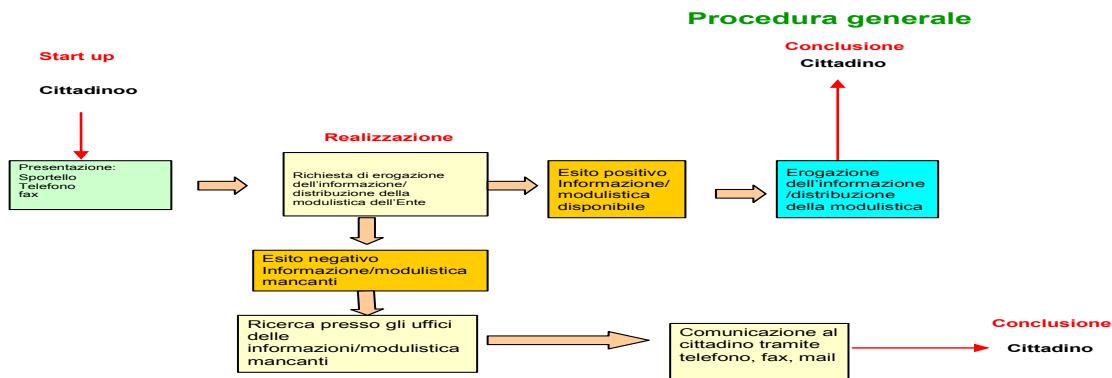 Procedura generale
Start up
Conclusione
Cittadino
Cittadinoo
Realizzazione
Presentazione:
Sportello
Telefono
fax
Richiesta di erogazione
dell'informazione/
distribuzione della
modulistica dell'Ente
Esito positivo
Informazione/
modulistica
disponibile
Erogazione
dell'informazione
/distribuzione
della modulistica
Esito negativo
Informazione/modulistica
mancanti
Ricerca presso gli uffici
delle
informazioni/modulistica
mancanti
Comunicazione al
cittadino tramite
telefono, fax, mail
Conclusione
Cittadino